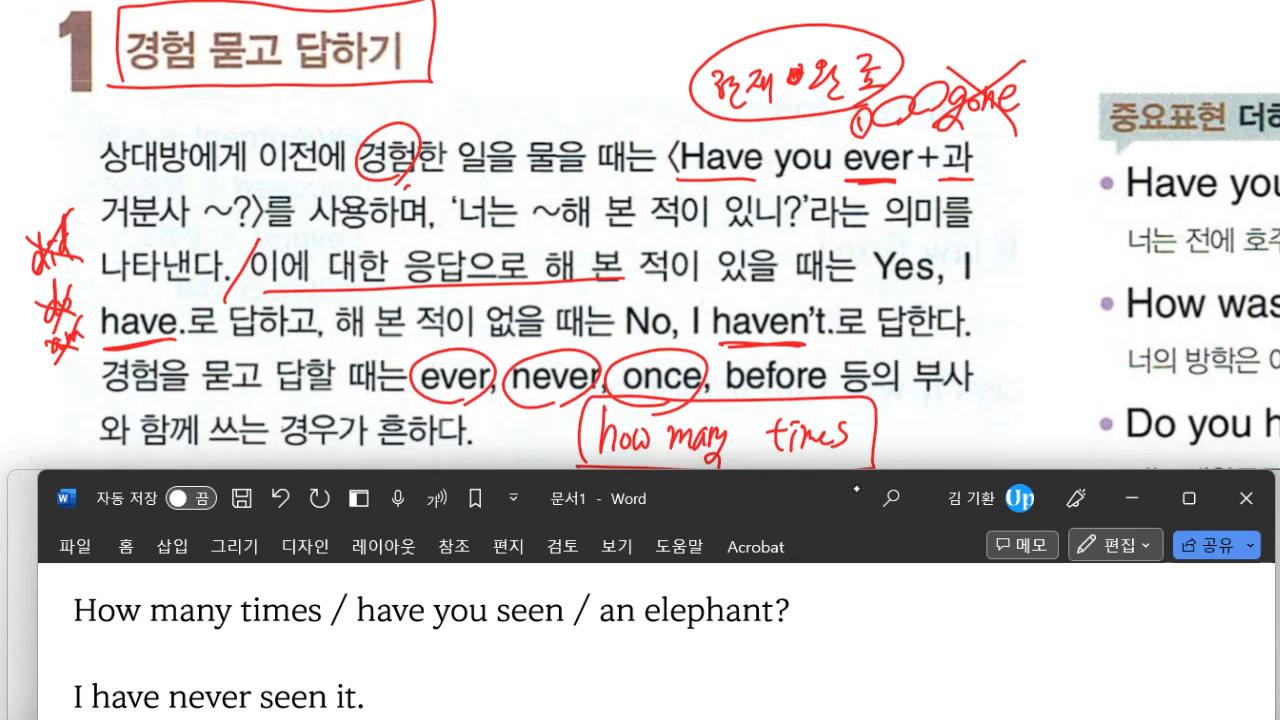 1 경험 묻고 답하기
현재 완료
gone
중요표현 더하
상대방에게 이전에 경험한 일을 물을 때는 〈Have you ever+과
거분사 ～?〉를 사용하며, ‘너는 ～해 본 적이 있니?’라는 의미를
나타낸다. 이에 대한 응답으로 해 본 적이 있을 때는 Yes, I
have.로 답하고, 해 본 적이 없을 때는 No, I haven’t.로 답한다.
경험을 묻고 답할 때는 ever, never, once, before 등의 부사
와 함께 쓰는 경우가 흔하다.
did
do
how many times
Have you
너는 전에 호주
How was
너의 방학은 어
Do you h
자동 저장 끔 가 문서1 - Word 김 기환 Up
파일 홈 삽입 그리기 디자인 레이아웃 참조 편지 검토 보기 도움말 Acrobat 메모 편집 공유
How many times / have you seen / an elephant?
I have never seen it.